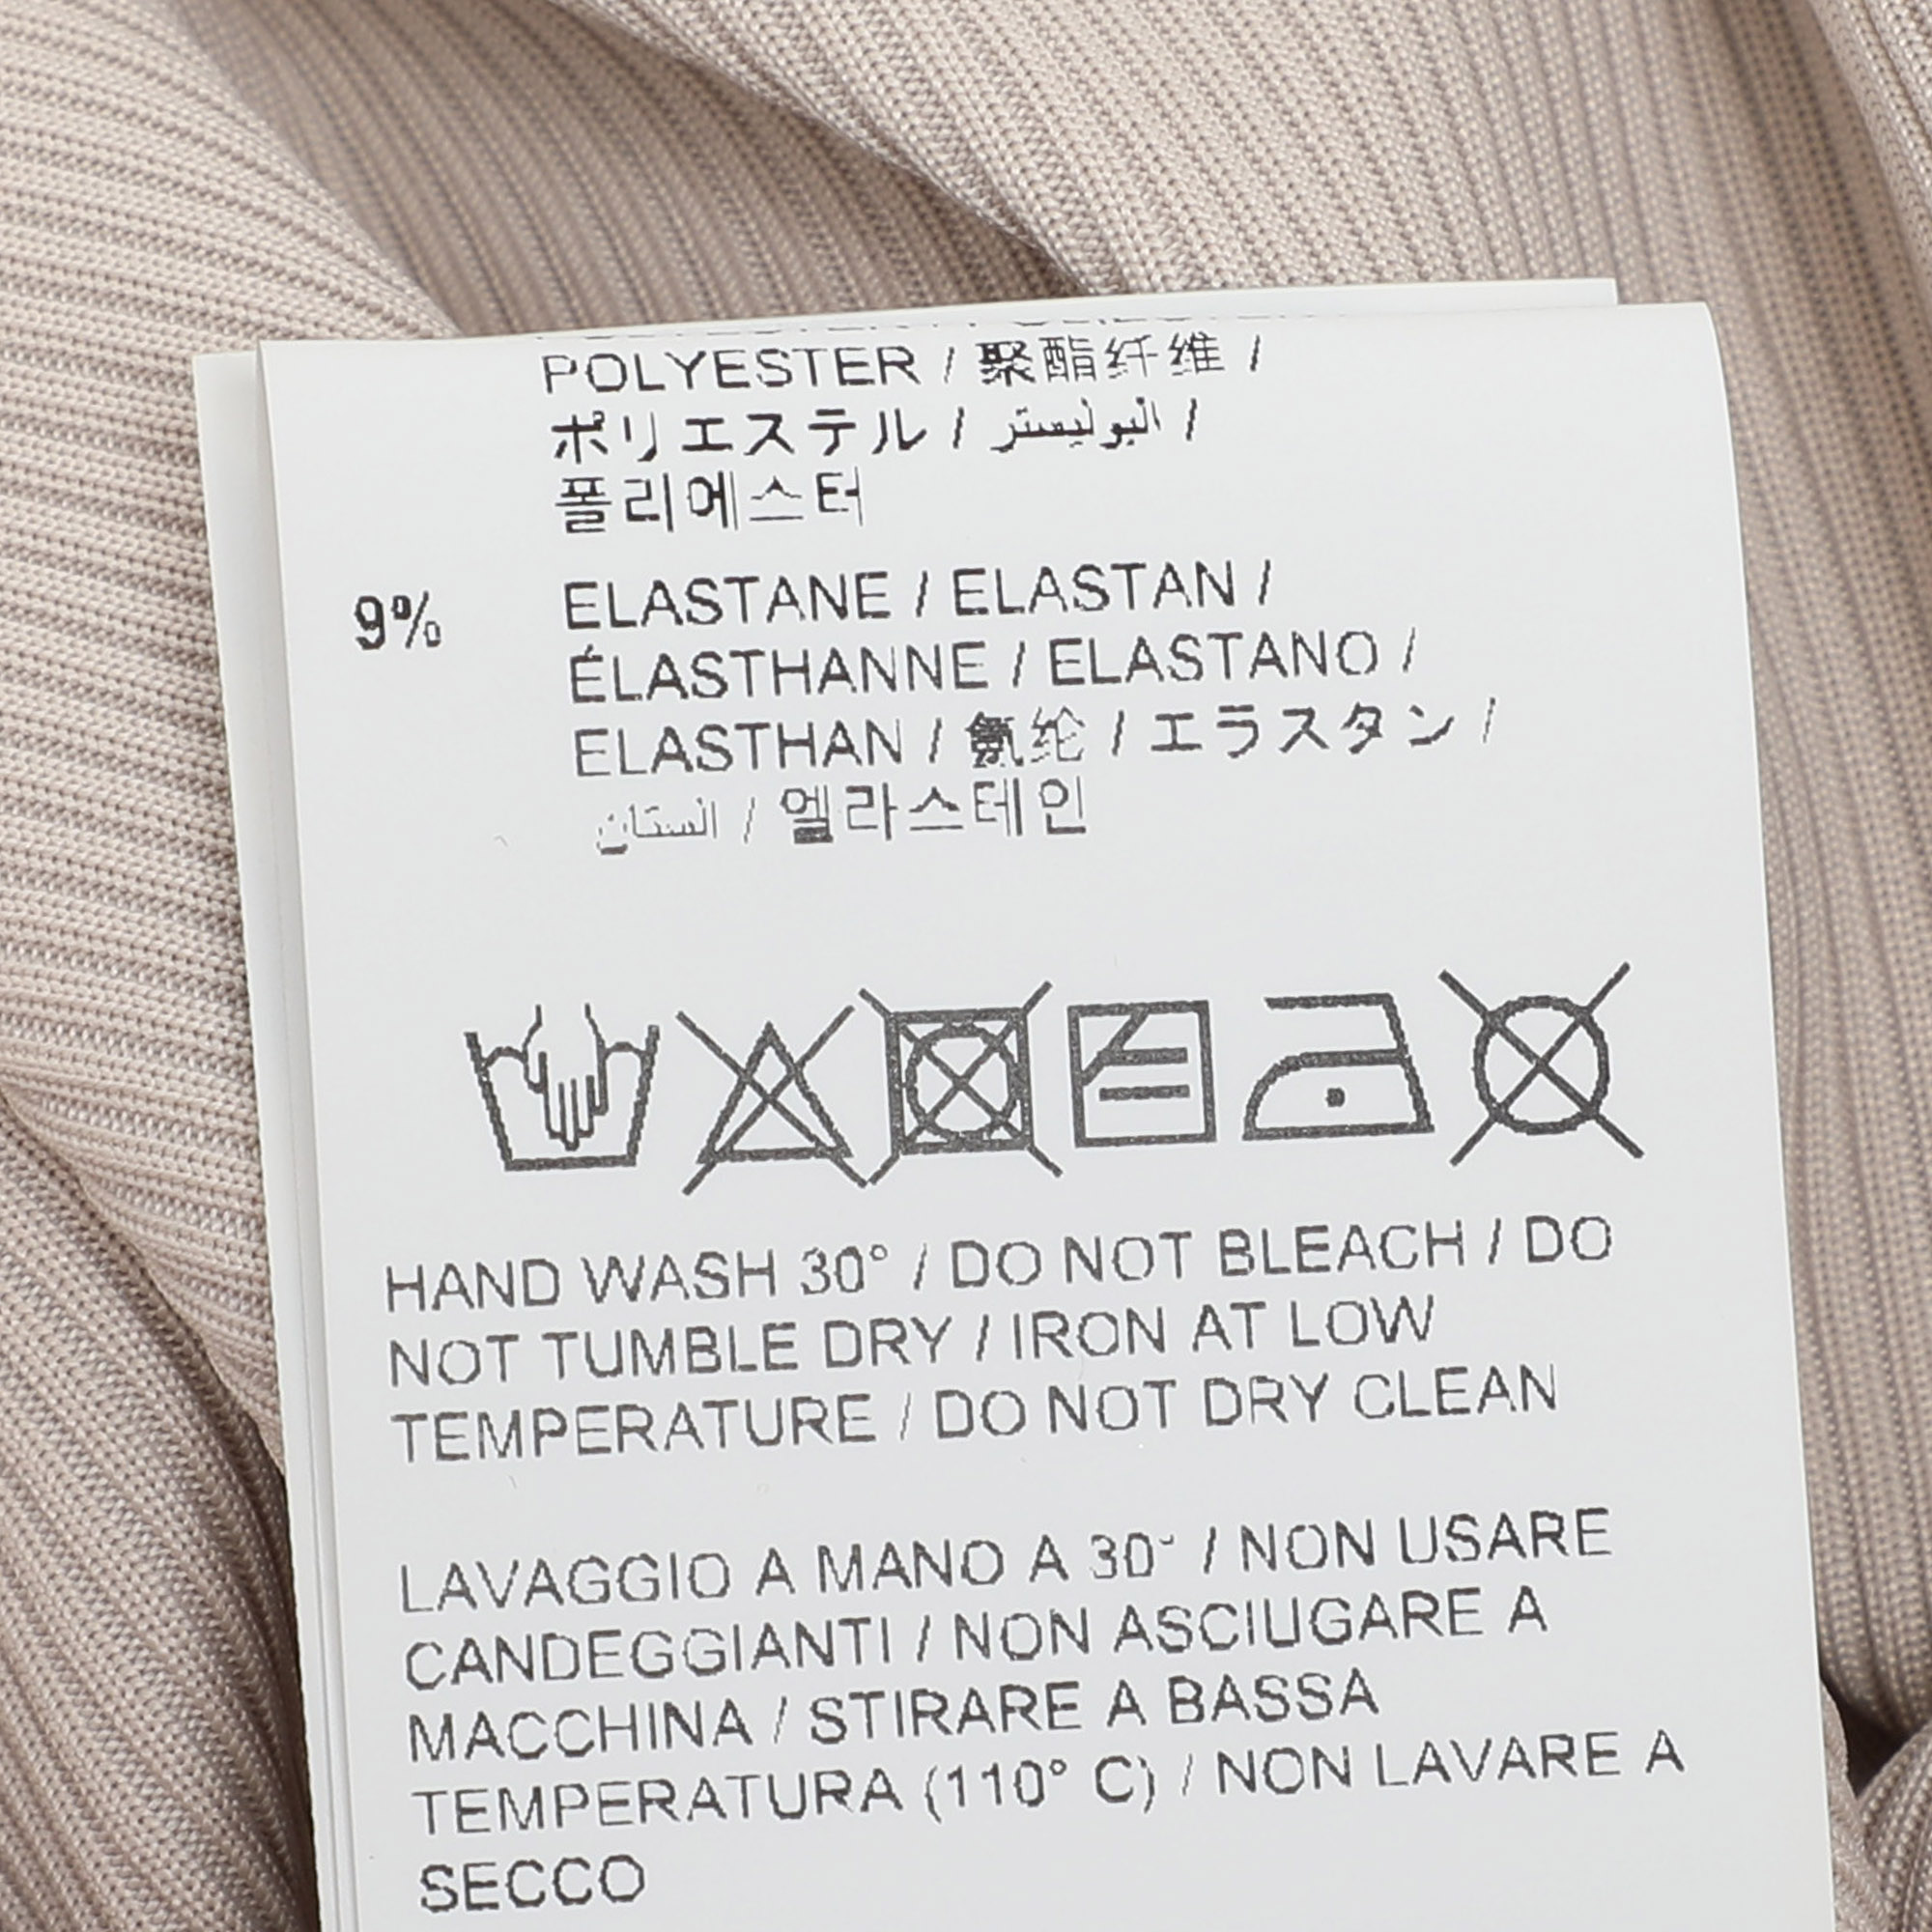 POLYESTER / 聚酯纤维 /
ポリエステル / البوليستر /
폴리에스터
9% ELASTANE / ELASTAN /
ÉLASTHANNE / ELASTANO /
ELASTHAN / 氨纶 / エラスタン /
الستان / 엘라스테인
HAND WASH 30° / DO NOT BLEACH / DO
NOT TUMBLE DRY / IRON AT LOW
TEMPERATURE / DO NOT DRY CLEAN
LAVAGGIO A MANO A 30° / NON USARE
CANDEGGIANTI / NON ASCIUGARE A
MACCHINA / STIRARE A BASSA
TEMPERATURA (110° C) / NON LAVARE A
SECCO